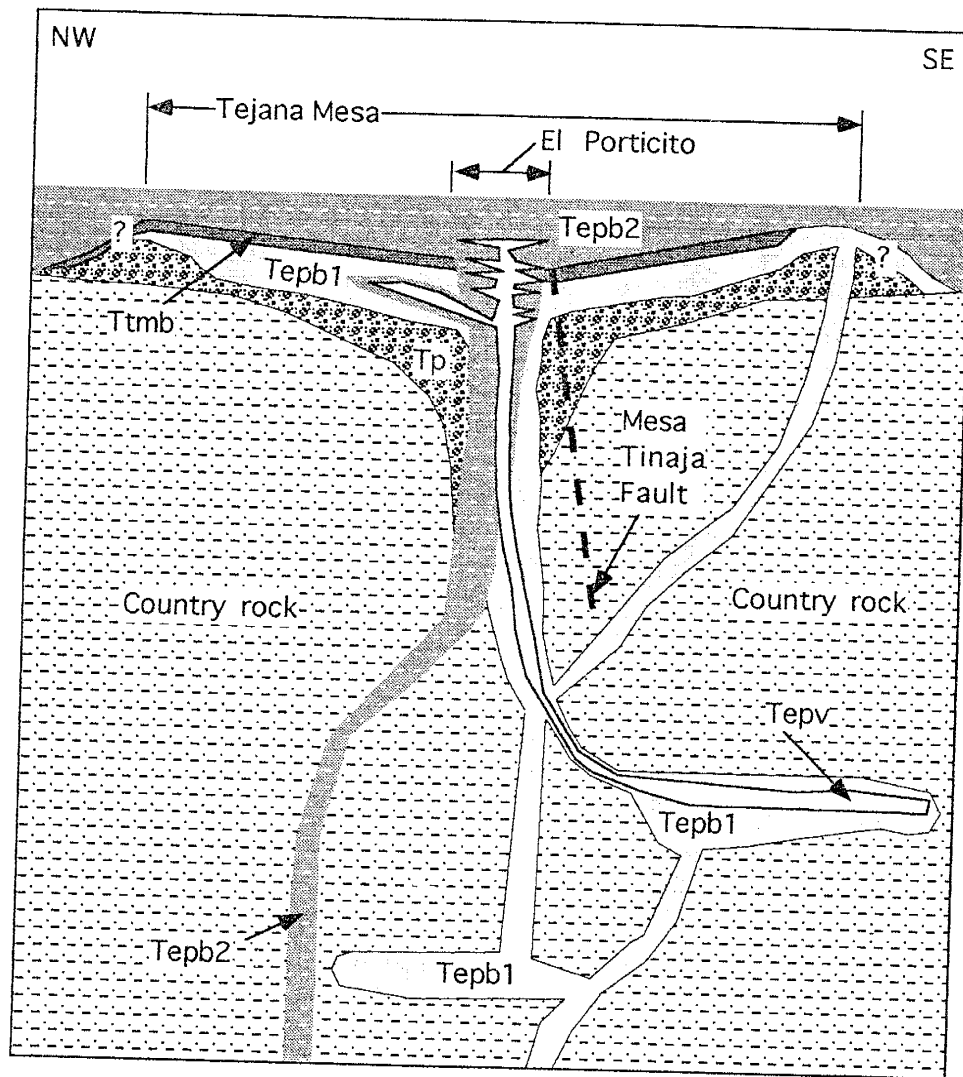 NW
SE
Tejana Mesa
El Porticito
?
Tepb2
Tepb1
?
Ttmb
Tp
Mesa
Tinaja
Fault
Country rock
Country rock
Tepv
Tepb1
Tepb2
Tepb1